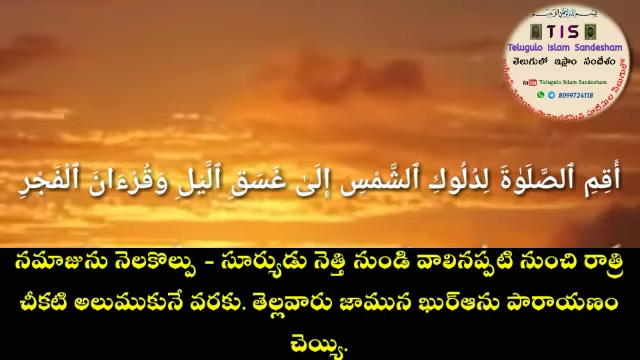 TIS
Telugulo Islam Sandesham
తెలుగులో ఇస్లాం సందేశం
Telugulo Islam Sandesham
8099724118
أَقِمِ ٱلصَّلَوٰةَ لِدُلُوكِ ٱلشَّمْسِ إِلَىٰ غَسَقِ ٱلَّيْلِ وَقُرْءَانَ ٱلْفَجْرِ
నమాజును నెలకొల్పు - సూర్యుడు నెత్తి నుండి వాలినప్పటి నుంచి రాత్రి
చీకటి అలుముకునే వరకు. తెల్లవారు జామున ఖుర్ఆను పారాయణం
చెయ్యి.